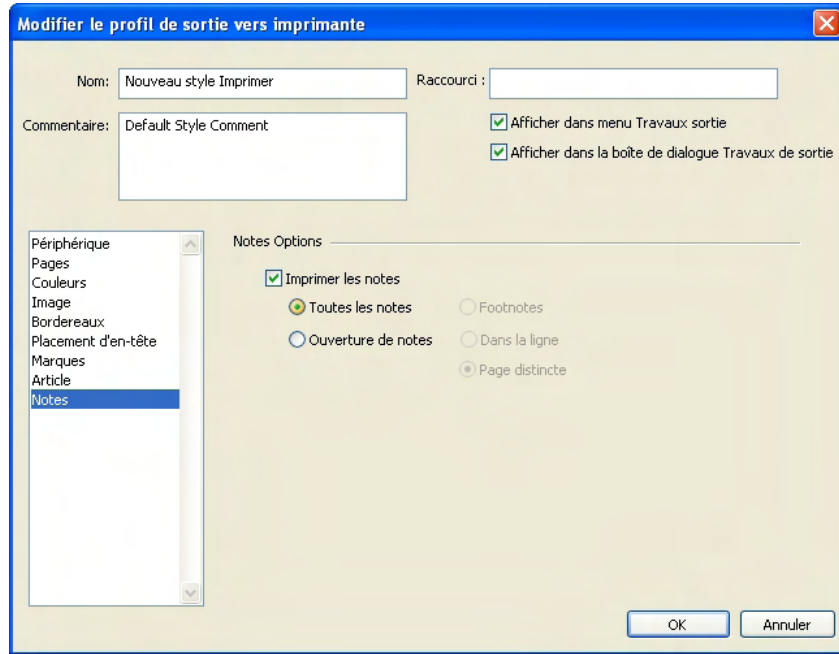 Modifier le profil de sortie vers imprimante
Nom: Nouveau style Imprimer
Raccourci :
Commentaire: Default Style Comment
Afficher dans menu Travaux sortie
Afficher dans la boîte de dialogue Travaux de sortie
Périphérique
Pages
Couleurs
Image
Bordereaux
Placement d'en-tête
Marques
Article
Notes
Notes Options
Imprimer les notes
Toutes les notes
Footnotes
Ouverture de notes
Dans la ligne
Page distincte
OK
Annuler